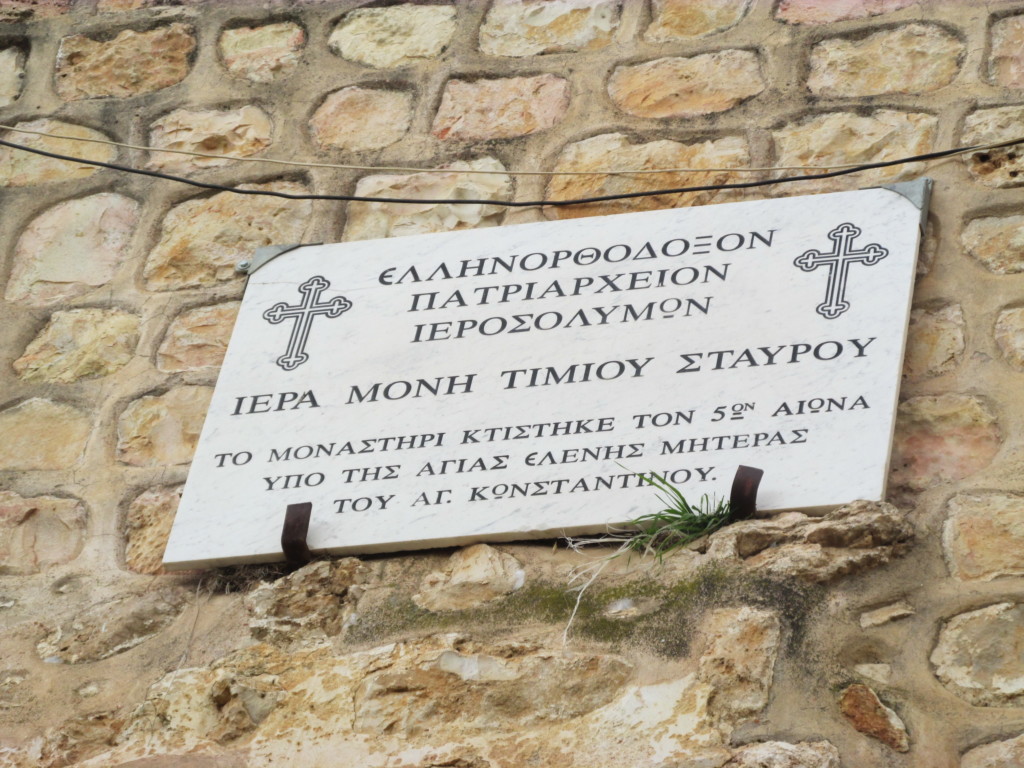 ΕΛΛΗΝΟΡΘΟΔΟΞΟΝ
ΠΑΤΡΙΑΡΧΕΙΟΝ
ΙΕΡΟΣΟΛΥΜΩΝ
ΙΕΡΑ ΜΟΝΗ ΤΙΜΙΟΥ ΣΤΑΥΡΟΥ
ΤΟ ΜΟΝΑΣΤΗΡΙ ΚΤΙΣΤΗΚΕ ΤΟΝ 5ΩΝ ΑΙΩΝΑ
ΥΠΟ ΤΗΣ ΑΓΙΑΣ ΕΛΕΝΗΣ ΜΗΤΕΡΑΣ
ΤΟΥ ΑΓ. ΚΩΝΣΤΑΝΤΙΝΟΥ.